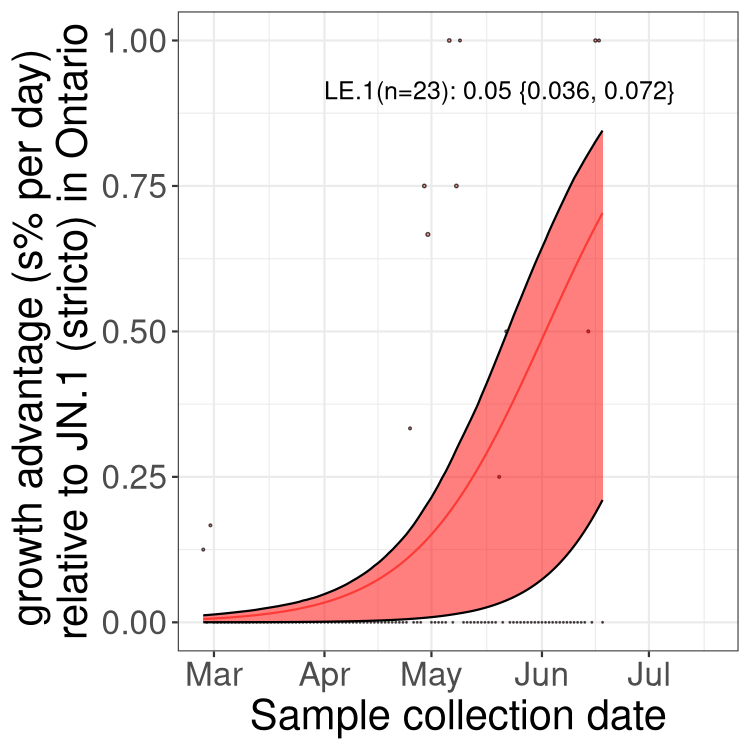 growth advantage (s% per day)
relative to JN.1 (stricto) in Ontario
1.00
0.75
0.50
0.25
0.00
LE.1(n=23): 0.05 {0.036, 0.072}
Mar Apr May Jun Jul
Sample collection date